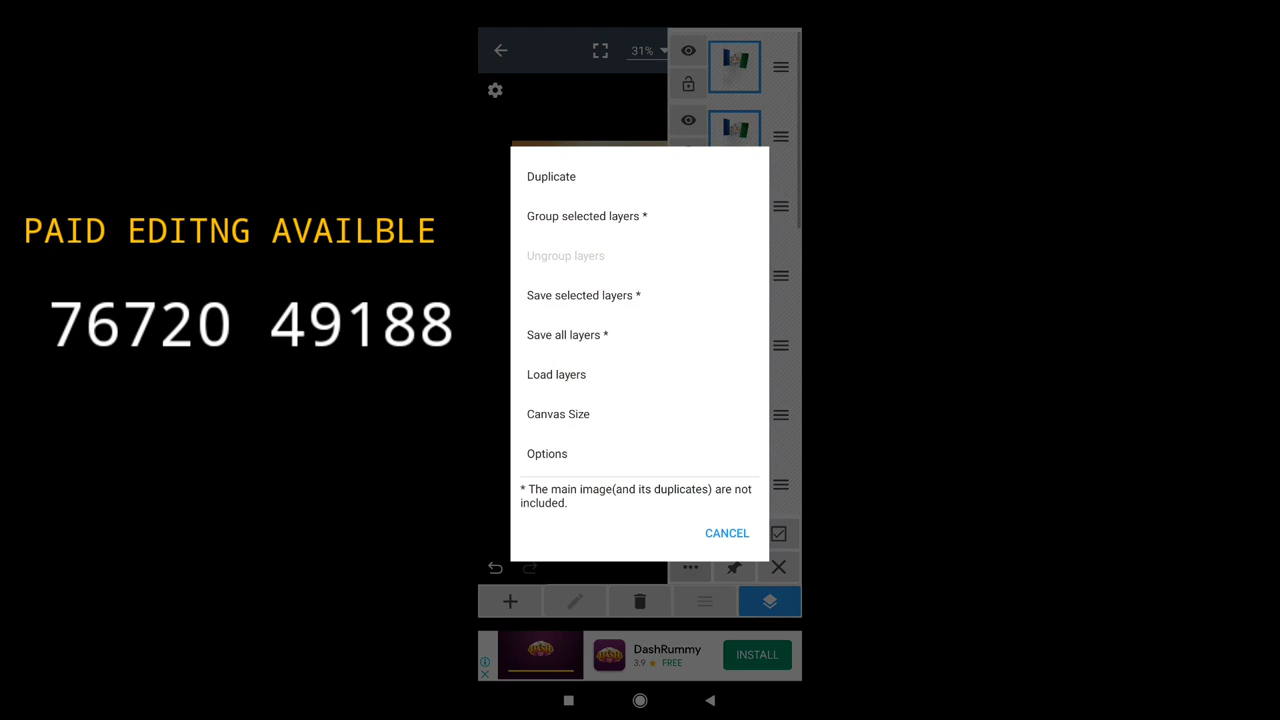 31%
PAID EDITNG AVAILBLE
76720 49188
Duplicate
Group selected layers *
Ungroup layers
Save selected layers *
Save all layers *
Load layers
Canvas Size
Options
* The main image(and its duplicates) are not
included.
CANCEL
DashRummy
3.9 ★ FREE
INSTALL